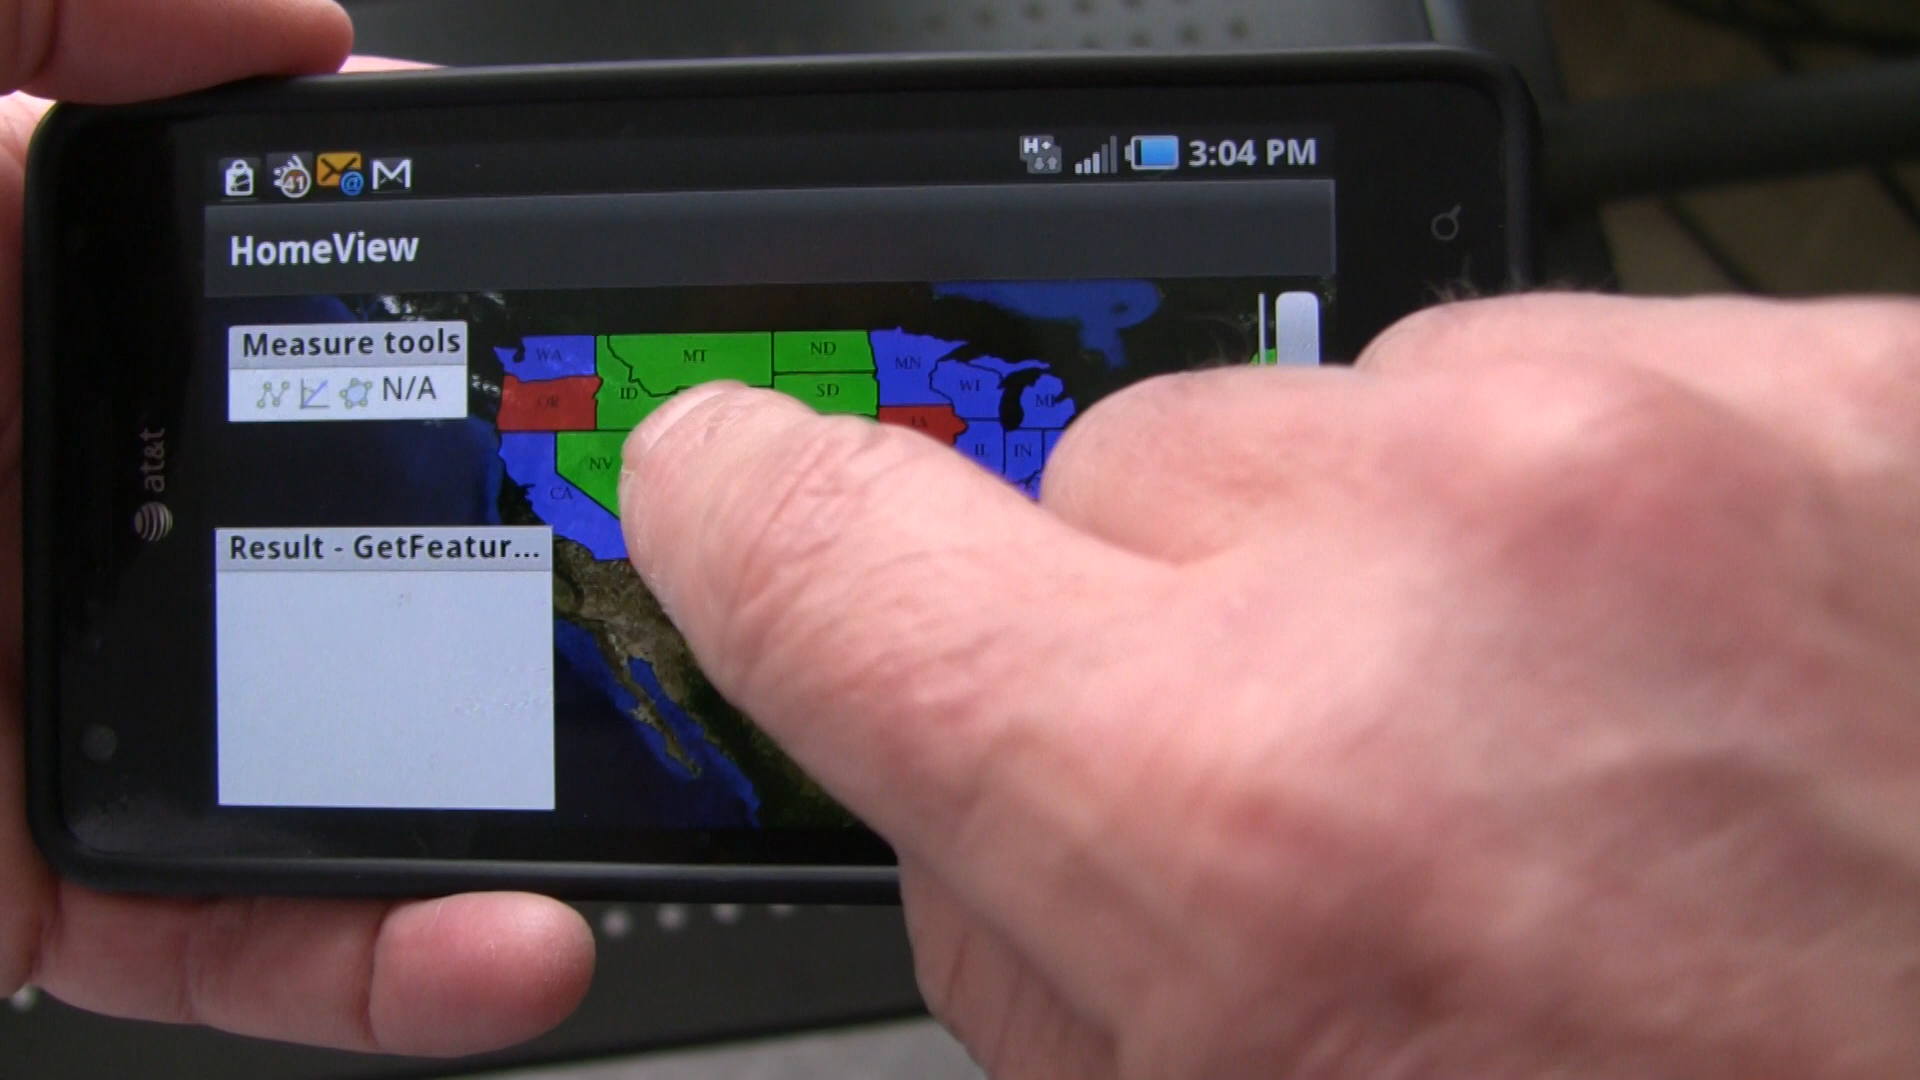 41
H+
3:04 PM
HomeView
Measure tools
N/A
WA
MT
ND
MN
ID
SD
WI
MI
OR
IA
NV
IL
IN
CA
Result - GetFeatur...
at&t